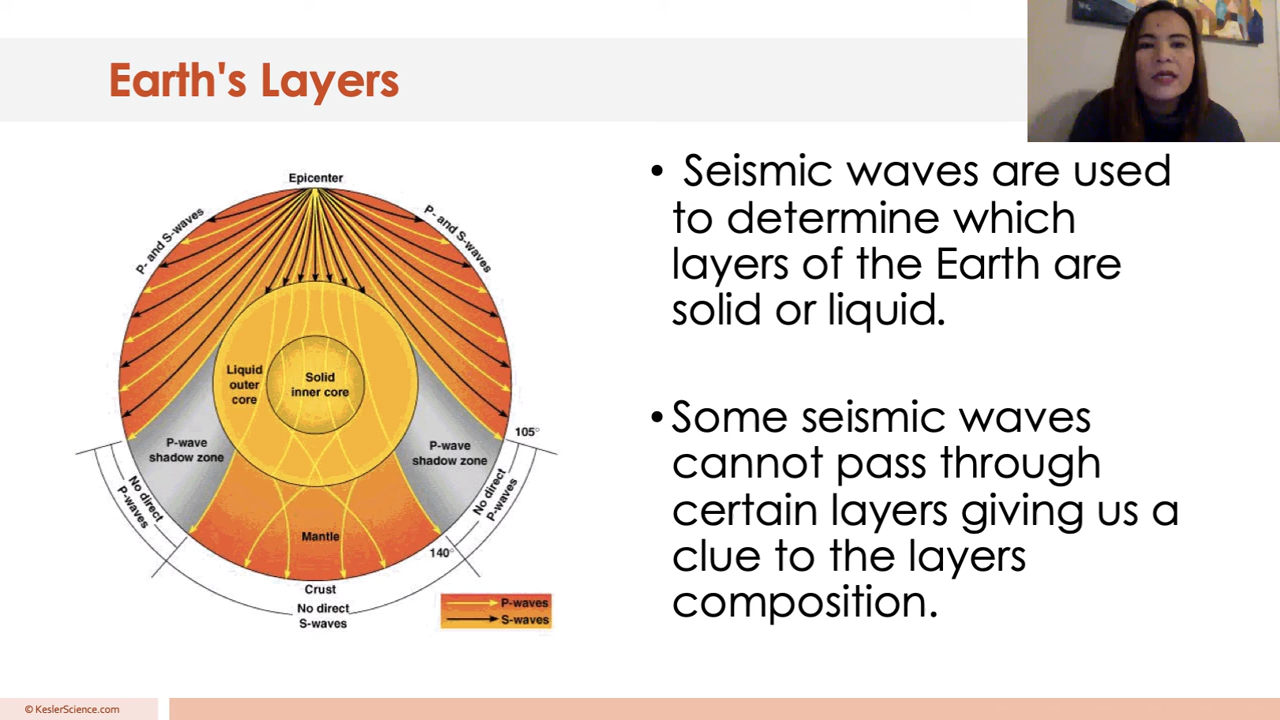 Earth's Layers
Epicenter
P- and S-waves
P- and S-waves
Liquid
outer
core
Solid
inner core
P-wave
shadow zone
P-wave
shadow zone
105°
No direct
P-waves
No direct
P-waves
Mantle
140°
Crust
No direct
S-waves
P-waves
S-waves
• Seismic waves are used
to determine which
layers of the Earth are
solid or liquid.
• Some seismic waves
cannot pass through
certain layers giving us a
clue to the layers
composition.
© KeslerScience.com